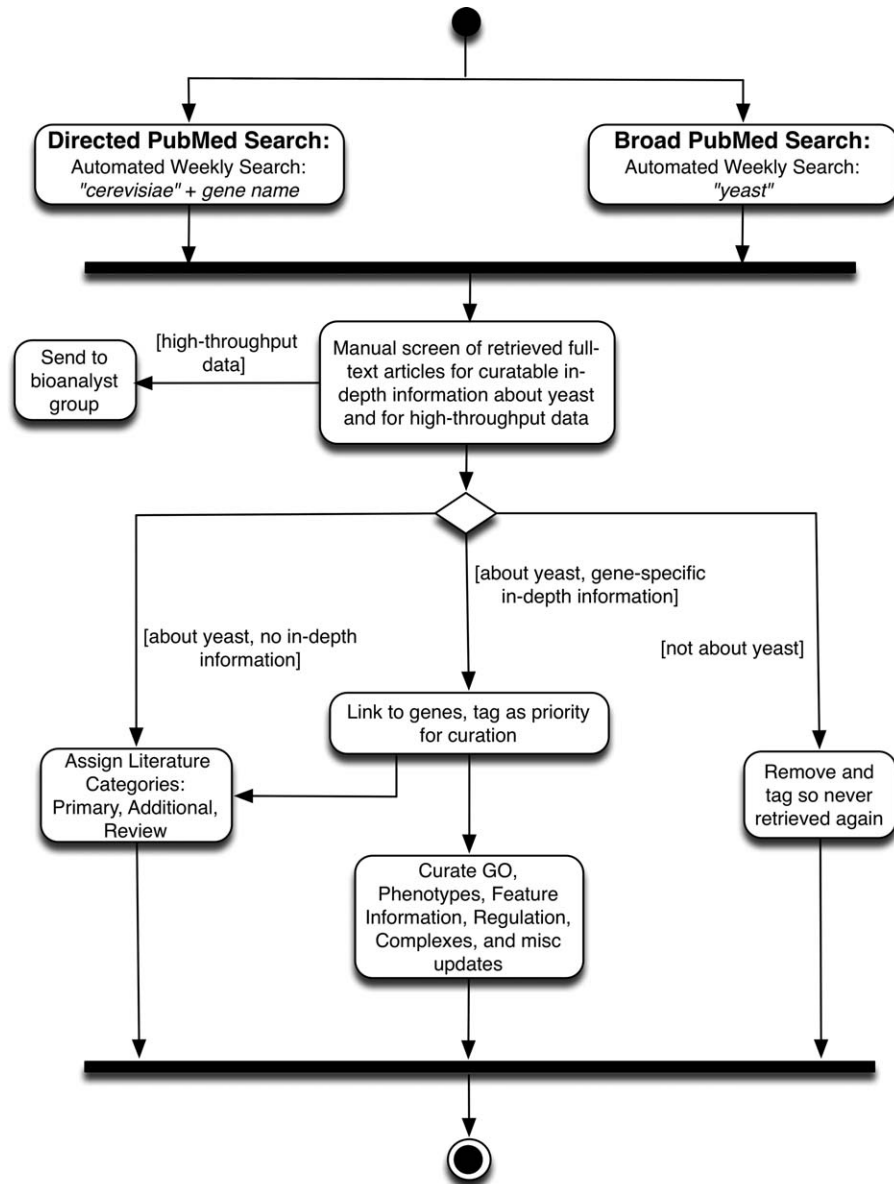 Directed PubMed Search:
Automated Weekly Search:
"cerevisiae" + gene name
Broad PubMed Search:
Automated Weekly Search:
"yeast"
[high-throughput
data]
Send to
bioanalyst
group
Manual screen of retrieved full-
text articles for curatable in-
depth information about yeast
and for high-throughput data
[about yeast, gene-specific
in-depth information]
[about yeast, no in-depth
information]
[not about yeast]
Link to genes, tag as priority
for curation
Assign Literature
Categories:
Primary, Additional,
Review
Remove and
tag so never
retrieved again
Curate GO,
Phenotypes, Feature
Information, Regulation,
Complexes, and misc
updates